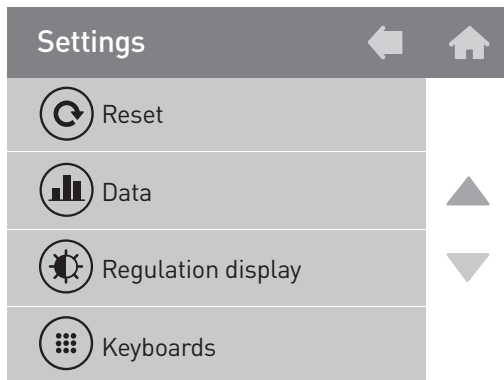 Settings
Reset
Data
Regulation display
Keyboards